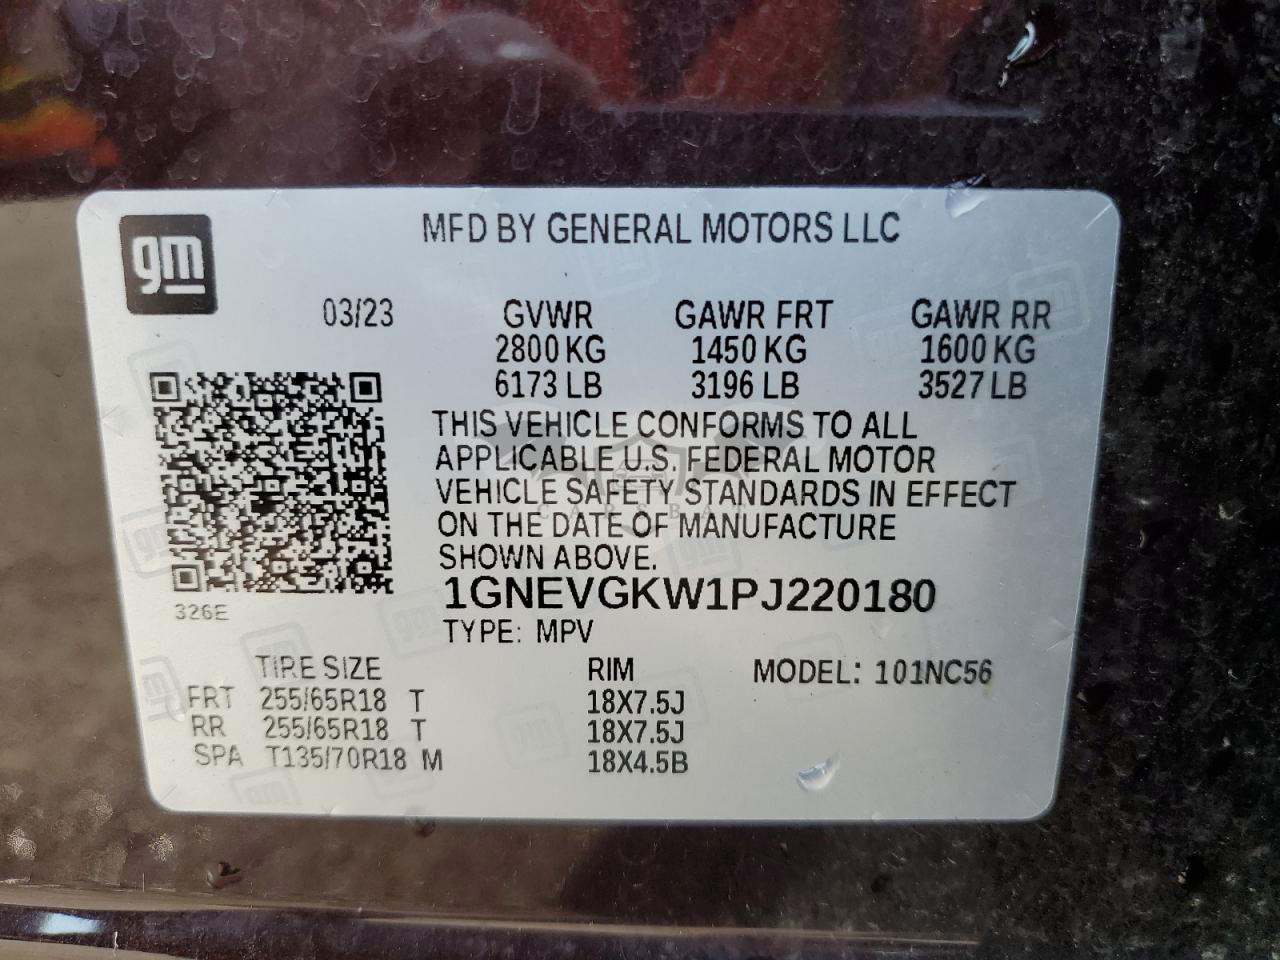 gm
MFD BY GENERAL MOTORS LLC
03/23 GVWR GAWR FRT GAWR RR
2800 KG 1450 KG 1600 KG
6173 LB 3196 LB 3527 LB
THIS VEHICLE CONFORMS TO ALL
APPLICABLE U.S. FEDERAL MOTOR
VEHICLE SAFETY STANDARDS IN EFFECT
ON THE DATE OF MANUFACTURE
SHOWN ABOVE.
326E
1GNEVGKW1PJ220180
TYPE: MPV
TIRE SIZE RIM MODEL: 101NC56
FRT 255/65R18 T 18X7.5J
RR 255/65R18 T 18X7.5J
SPA T135/70R18 M 18X4.5B